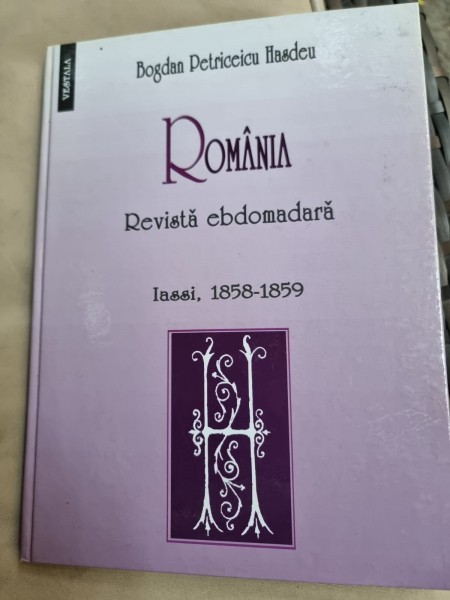 VESTALA
Bogdan Petriceicu Hasdeu
ROMÂNIA
Revistă ebdomadară
Iassi, 1858-1859
H